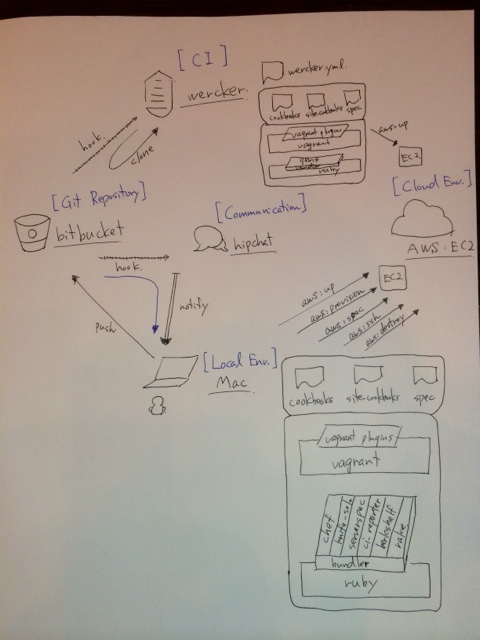 [CI]
wercker.
wercker.yml.
cookbooks
site-cookbooks
spec
vagrant plugins
vagrant
ruby
aws:up
EC2
hook.
clone
[Git Repository]
bitbucket
[Communication]
hipchat
[Cloud Env.]
AWS:EC2
hook.
notify
push
aws:up
aws:provision
aws:spec
aws:ssh
aws:destroy
EC2
[Local Env.]
Mac
cookbooks
site-cookbooks
spec
vagrant plugins
vagrant
chef
knife-solo
serverspec
ci_reporter
berkshelf
rake
bundler
ruby